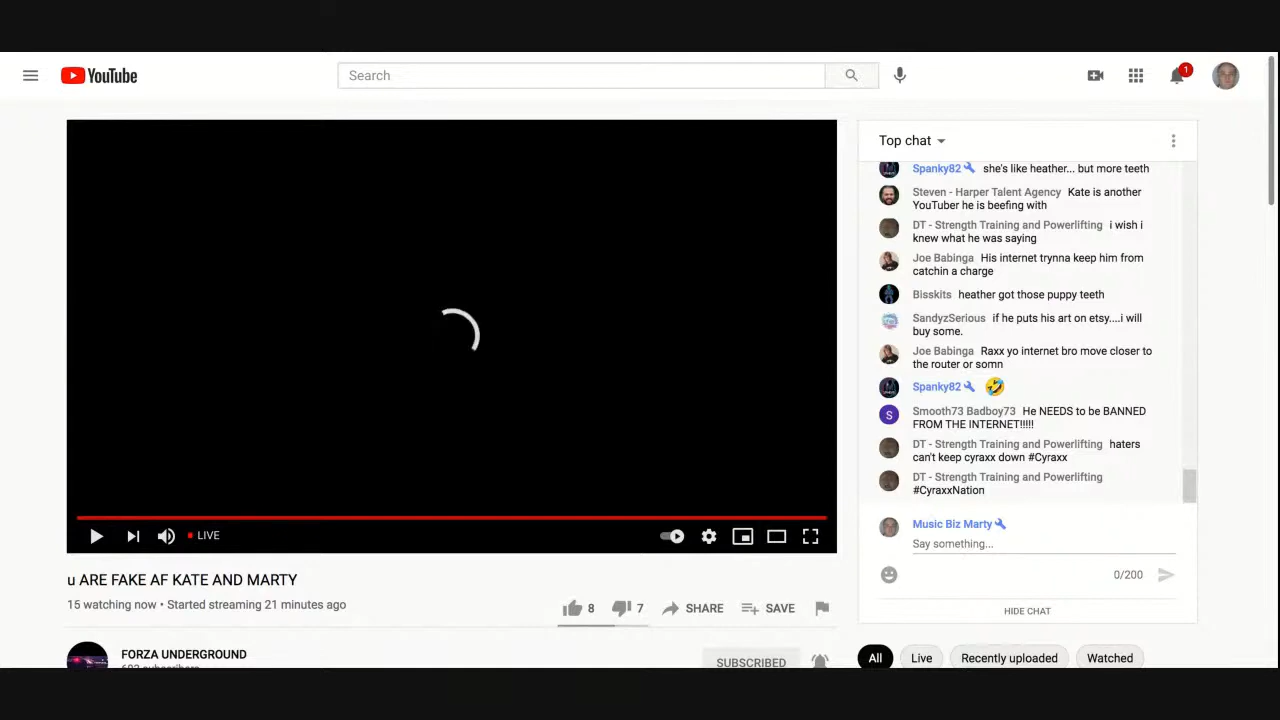 YouTube
Search
1
Top chat
Spanky82 she's like heather... but more teeth
Steven - Harper Talent Agency Kate is another
YouTuber he is beefing with
DT - Strength Training and Powerlifting i wish i
knew what he was saying
Joe Babinga His internet trynna keep him from
catchin a charge
Bisskits heather got those puppy teeth
SandyzSerious if he puts his art on etsy....i will
buy some.
Joe Babinga Raxx yo internet bro move closer to
the router or somn
Spanky82 🤣
S Smooth73 Badboy73 He NEEDS to be BANNED
FROM THE INTERNET!!!!!
DT - Strength Training and Powerlifting haters
can't keep cyraxx down #Cyraxx
DT - Strength Training and Powerlifting
#CyraxxNation
Music Biz Marty
Say something...
0/200
HIDE CHAT
LIVE
u ARE FAKE AF KATE AND MARTY
15 watching now • Started streaming 21 minutes ago
8 7 SHARE SAVE
FORZA UNDERGROUND
SUBSCRIBED
All Live Recently uploaded Watched